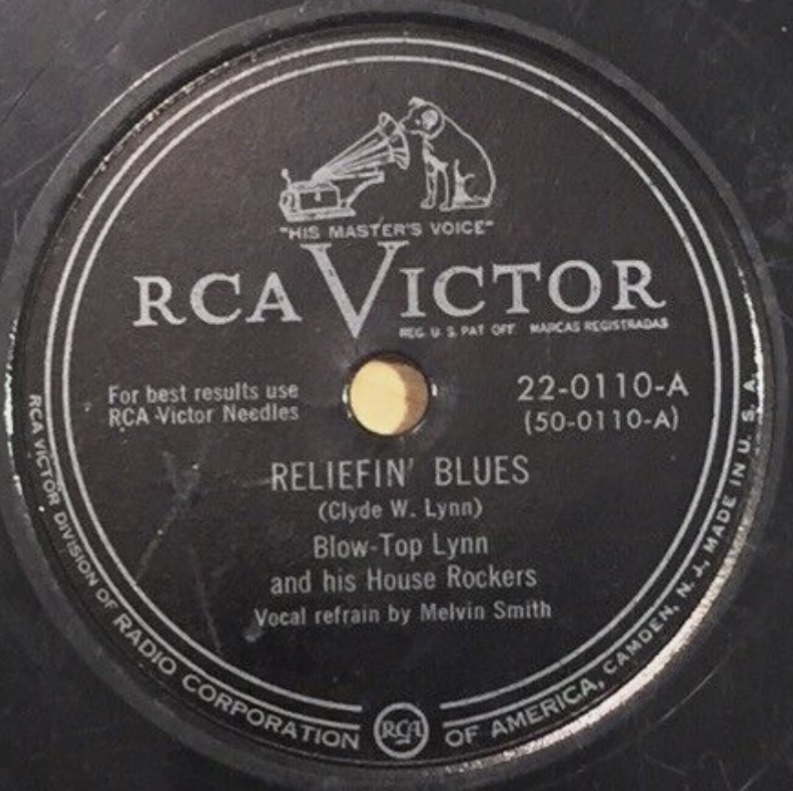 "HIS MASTER'S VOICE"
RCA VICTOR
REG. U. S. PAT. OFF. MARCAS REGISTRADAS
For best results use
RCA Victor Needles
22-0110-A
(50-0110-A)
RELIEFIN' BLUES
(Clyde W. Lynn)
Blow-Top Lynn
and his House Rockers
Vocal refrain by Melvin Smith
RCA VICTOR DIVISION OF RADIO CORPORATION OF AMERICA, CAMDEN, N. J., MADE IN U. S. A.
RCA